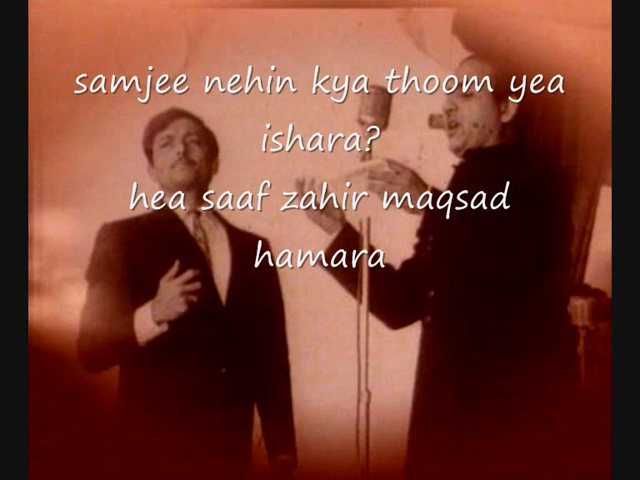 samjee nehin kya thoom yea
ishara?
hea saaf zahir maqsad
hamara